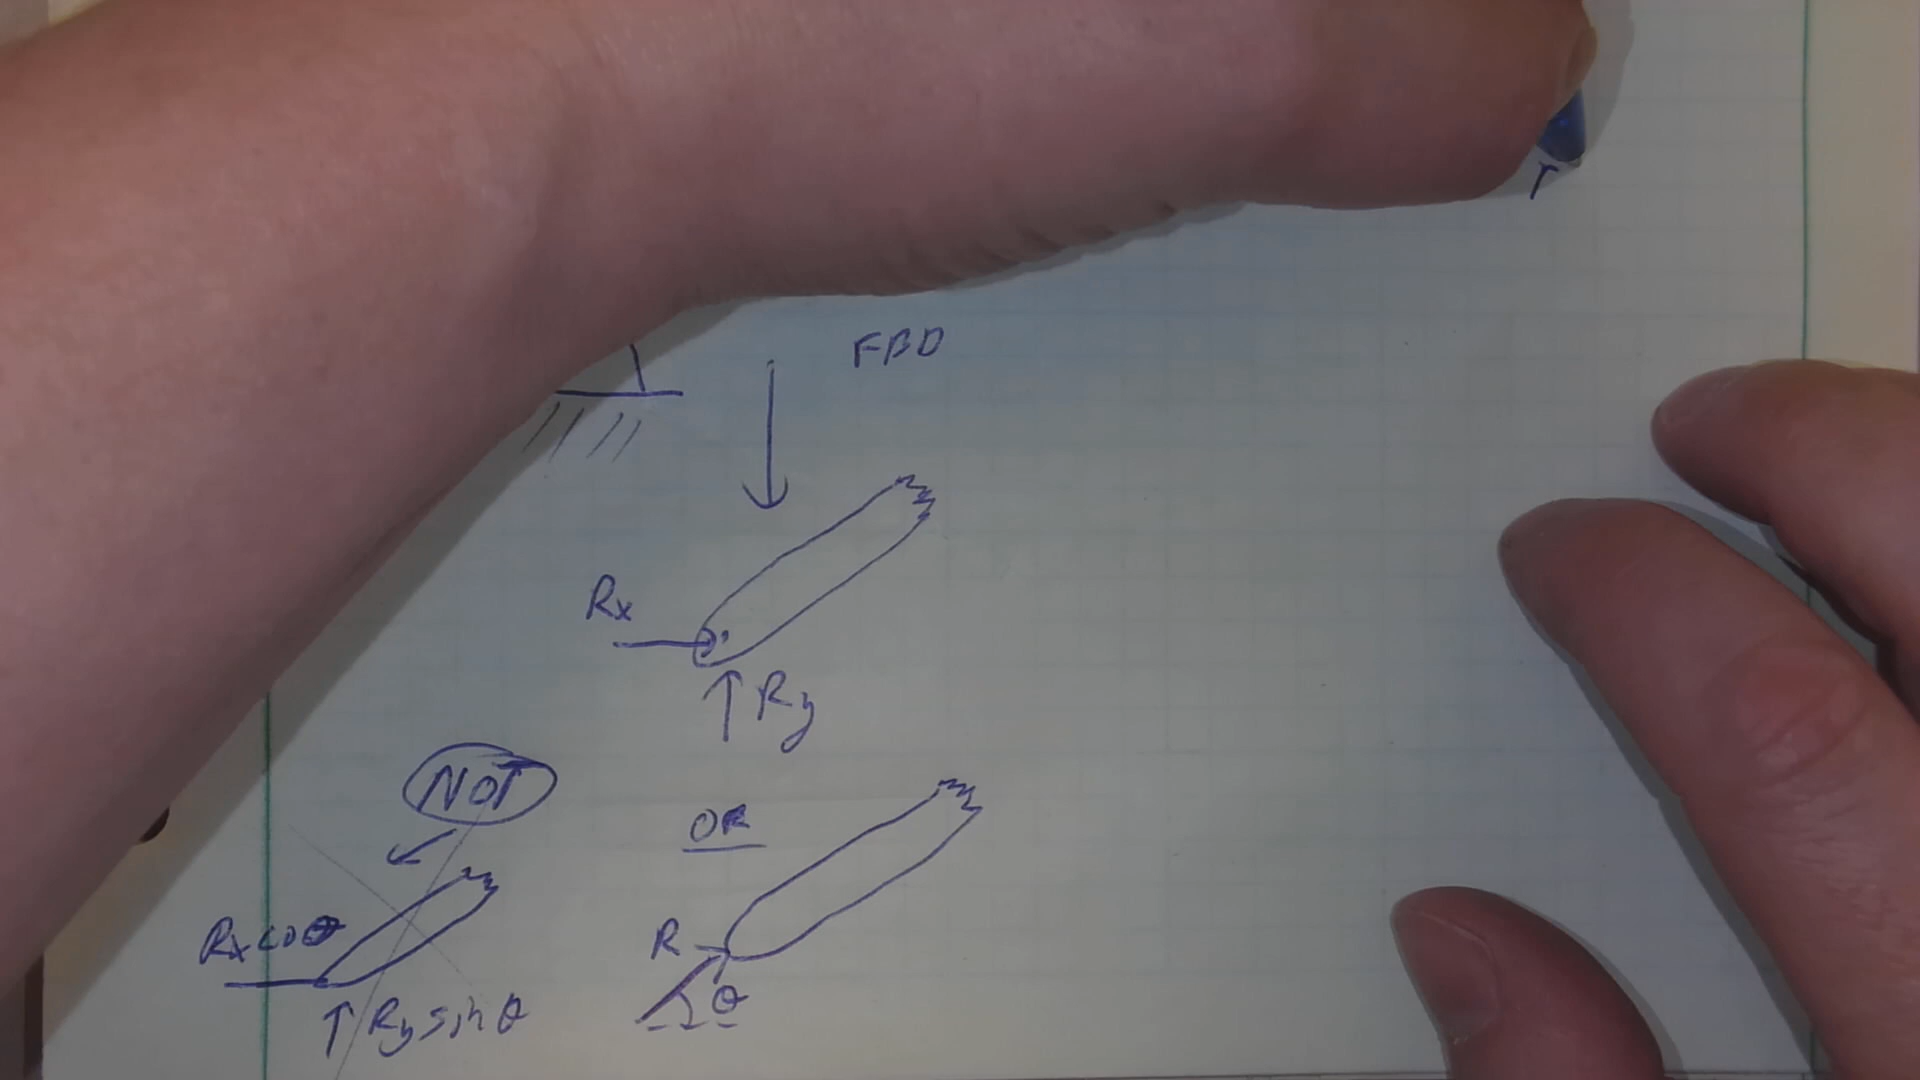 r
FBD
Rx
Ry
NOT
OR
Rx cos θ
R
θ
Ry sin θ